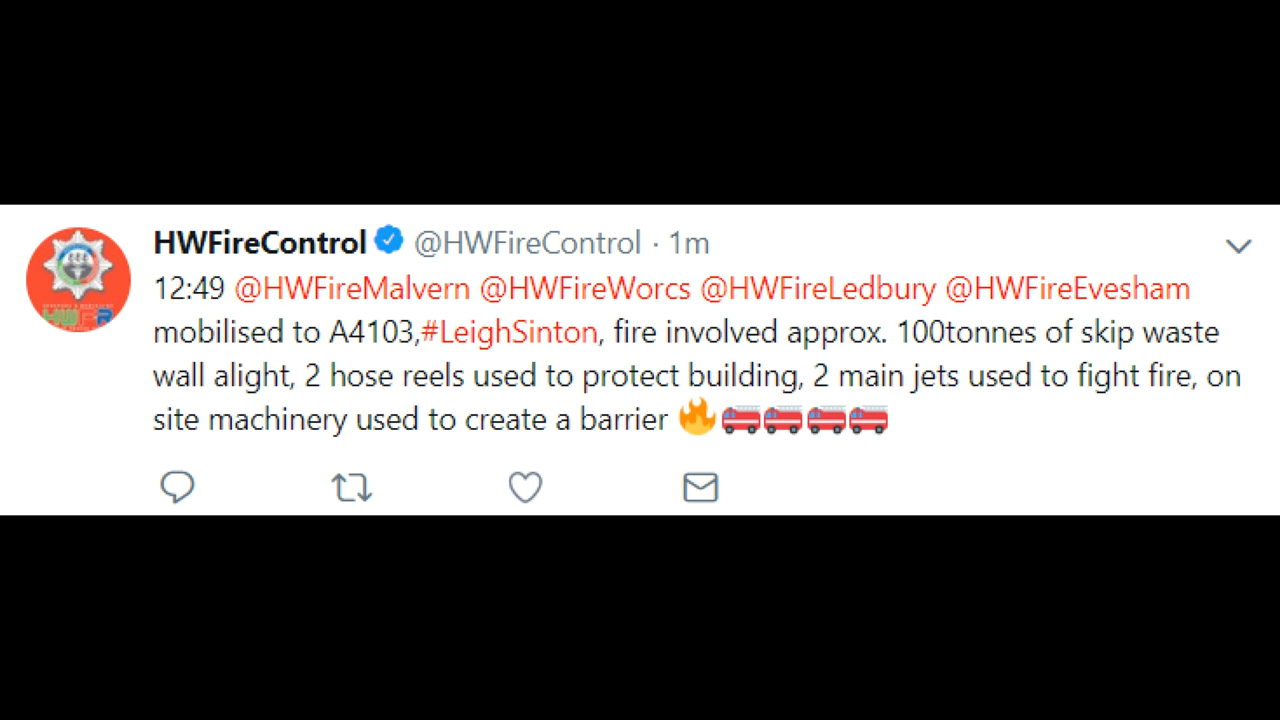 HWFireControl @HWFireControl · 1m
12:49 @HWFireMalvern @HWFireWorcs @HWFireLedbury @HWFireEvesham
mobilised to A4103,#LeighSinton, fire involved approx. 100tonnes of skip waste
wall alight, 2 hose reels used to protect building, 2 main jets used to fight fire, on
site machinery used to create a barrier 🔥🚒🚒🚒🚒